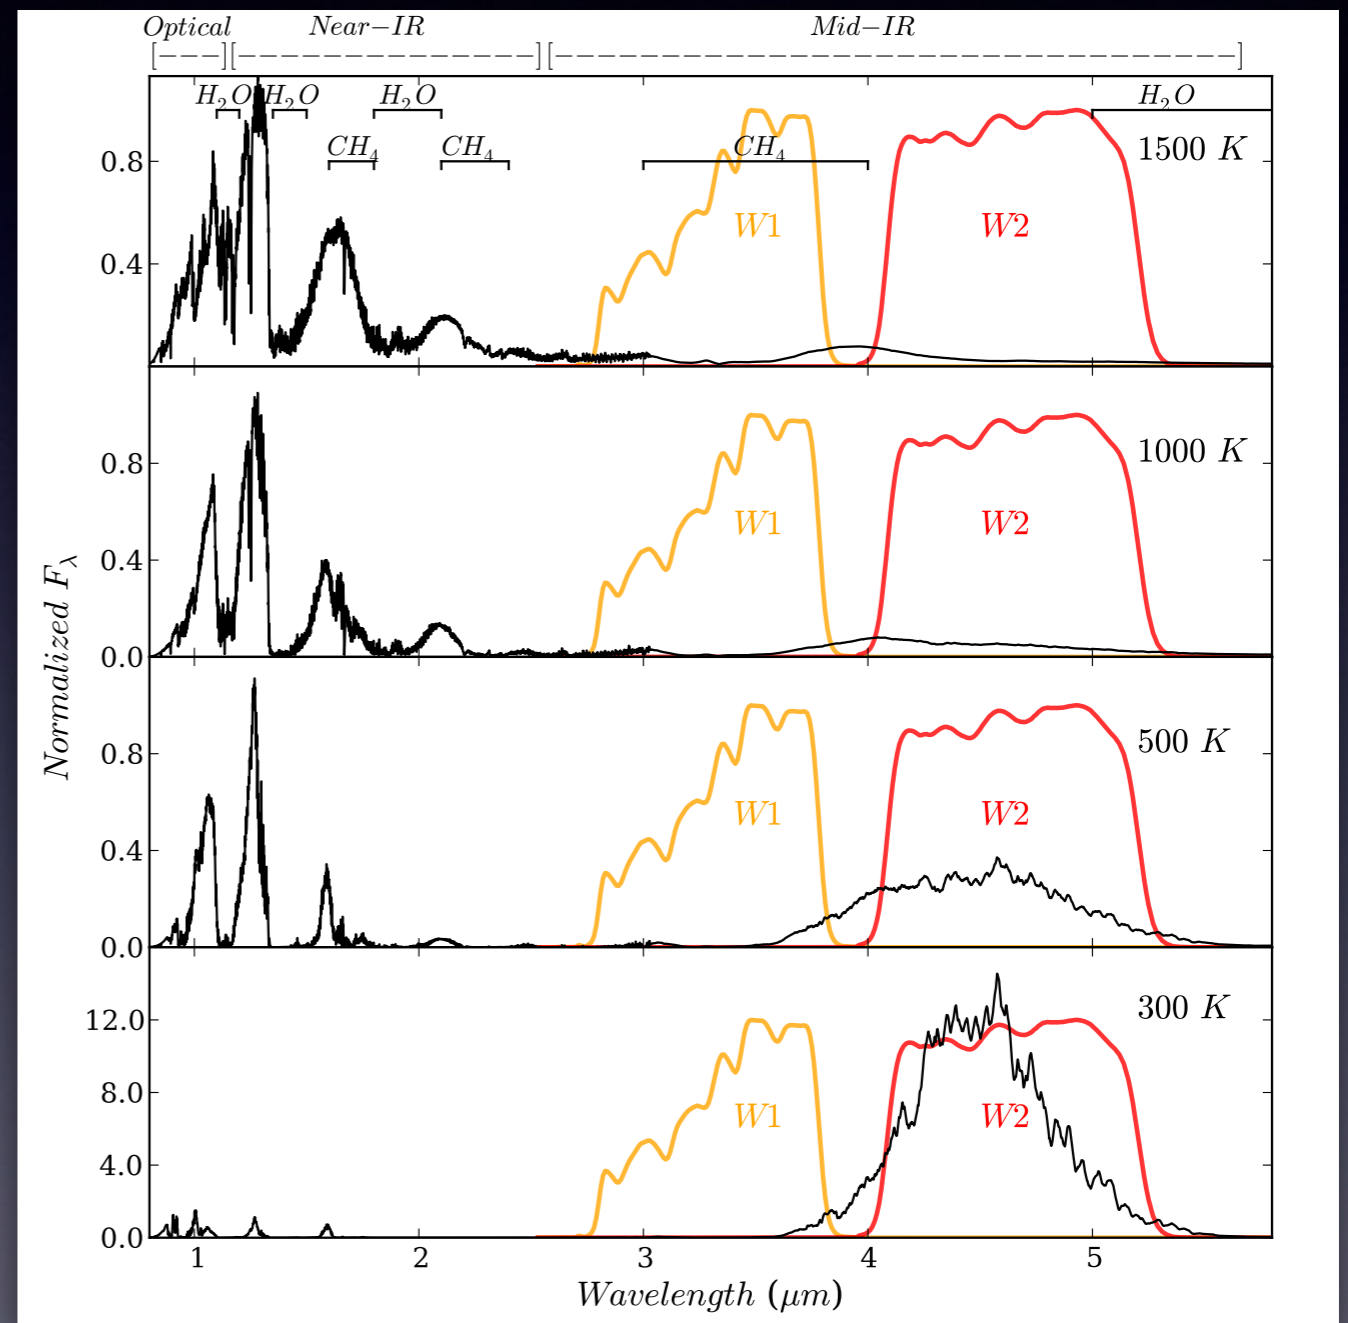 Optical Near−IR Mid−IR
[−−−][−−−−−−−−−−−−−−−−][−−−−−−−−−−−−−−−−−−−−−−−−−−−−−−−−−−−−]
H₂O H₂O H₂O H₂O
CH₄ CH₄ CH₄
1500 K
0.8
W1 W2
0.4
1000 K
0.8
W1 W2
0.4
0.0
500 K
0.8
W1 W2
0.4
0.0
300 K
12.0
8.0
W1 W2
4.0
0.0
1 2 3 4 5
Normalized F_λ
Wavelength (μm)